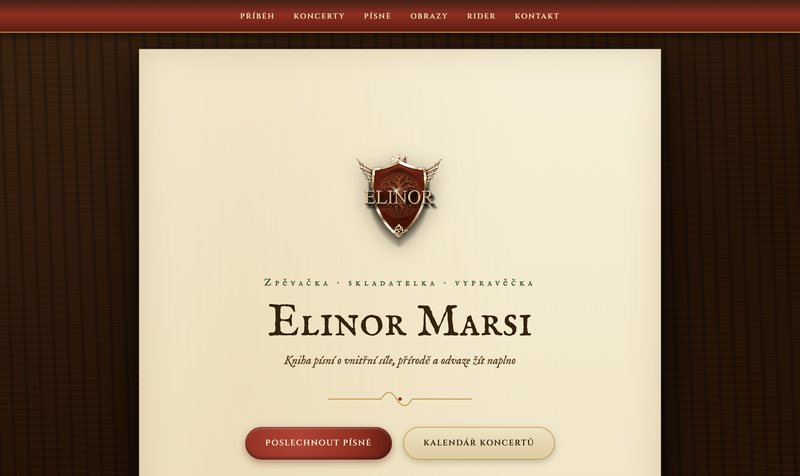 PŘÍBĚH KONCERTY PÍSNĚ OBRAZY RIDER KONTAKT
ELINOR
Zpěvačka · skladatelka · vypravěčka
Elinor Marsi
Kniha písní o vnitřní síle, přírodě a odvaze žít naplno
POSLECHNOUT PÍSNĚ KALENDÁŘ KONCERTŮ